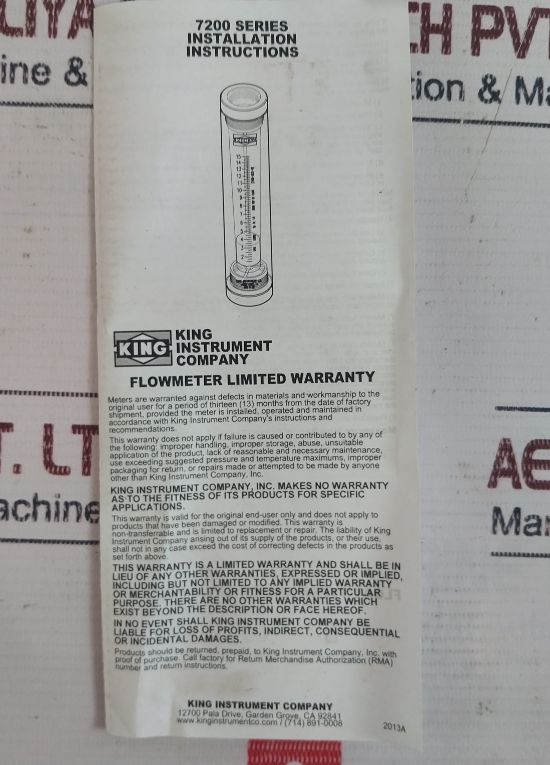 7200 SERIES
INSTALLATION
INSTRUCTIONS
KING
KING
INSTRUMENT
COMPANY
FLOWMETER LIMITED WARRANTY
Meters are warranted against defects in materials and workmanship to the
original user for a period of thirteen (13) months from the date of factory
shipment, provided the meter is installed, operated and maintained in
accordance with King Instrument Company's instructions and
recommendations.
This warranty does not apply if failure is caused or contributed to by any of
the following: improper handling, improper storage, abuse, unsuitable
application of the product, lack of reasonable and necessary maintenance,
use exceeding suggested pressure and temperature maximums, improper
packaging for return, or repairs made or attempted to be made by anyone
other than King Instrument Company, Inc.
KING INSTRUMENT COMPANY, INC. MAKES NO WARRANTY
AS TO THE FITNESS OF ITS PRODUCTS FOR SPECIFIC
APPLICATIONS.
This warranty is valid for the original end-user only and does not apply to
products that have been damaged or modified. This warranty is
non-transferrable and is limited to replacement or repair. The liability of King
Instrument Company arising out of its supply of the products, or their use,
shall not in any case exceed the cost of correcting defects in the products as
set forth above.
THIS WARRANTY IS A LIMITED WARRANTY AND SHALL BE IN
LIEU OF ANY OTHER WARRANTIES, EXPRESSED OR IMPLIED,
INCLUDING BUT NOT LIMITED TO ANY IMPLIED WARRANTY
OR MERCHANTABILITY OR FITNESS FOR A PARTICULAR
PURPOSE. THERE ARE NO OTHER WARRANTIES WHICH
EXIST BEYOND THE DESCRIPTION OR FACE HEREOF.
IN NO EVENT SHALL KING INSTRUMENT COMPANY BE
LIABLE FOR LOSS OF PROFITS, INDIRECT, CONSEQUENTIAL
OR INCIDENTAL DAMAGES.
Products should be returned, prepaid, to King Instrument Company, Inc. with
proof of purchase. Call factory for Return Merchandise Authorization (RMA)
number and return instructions.
KING INSTRUMENT COMPANY
12700 Pala Drive, Garden Grove, CA 92841
www.kinginstrumentco.com / (714) 891-0008
2013A
LIYA
ine &
CH PVT
tion & Ma
T. LT
achine
AE
Ma